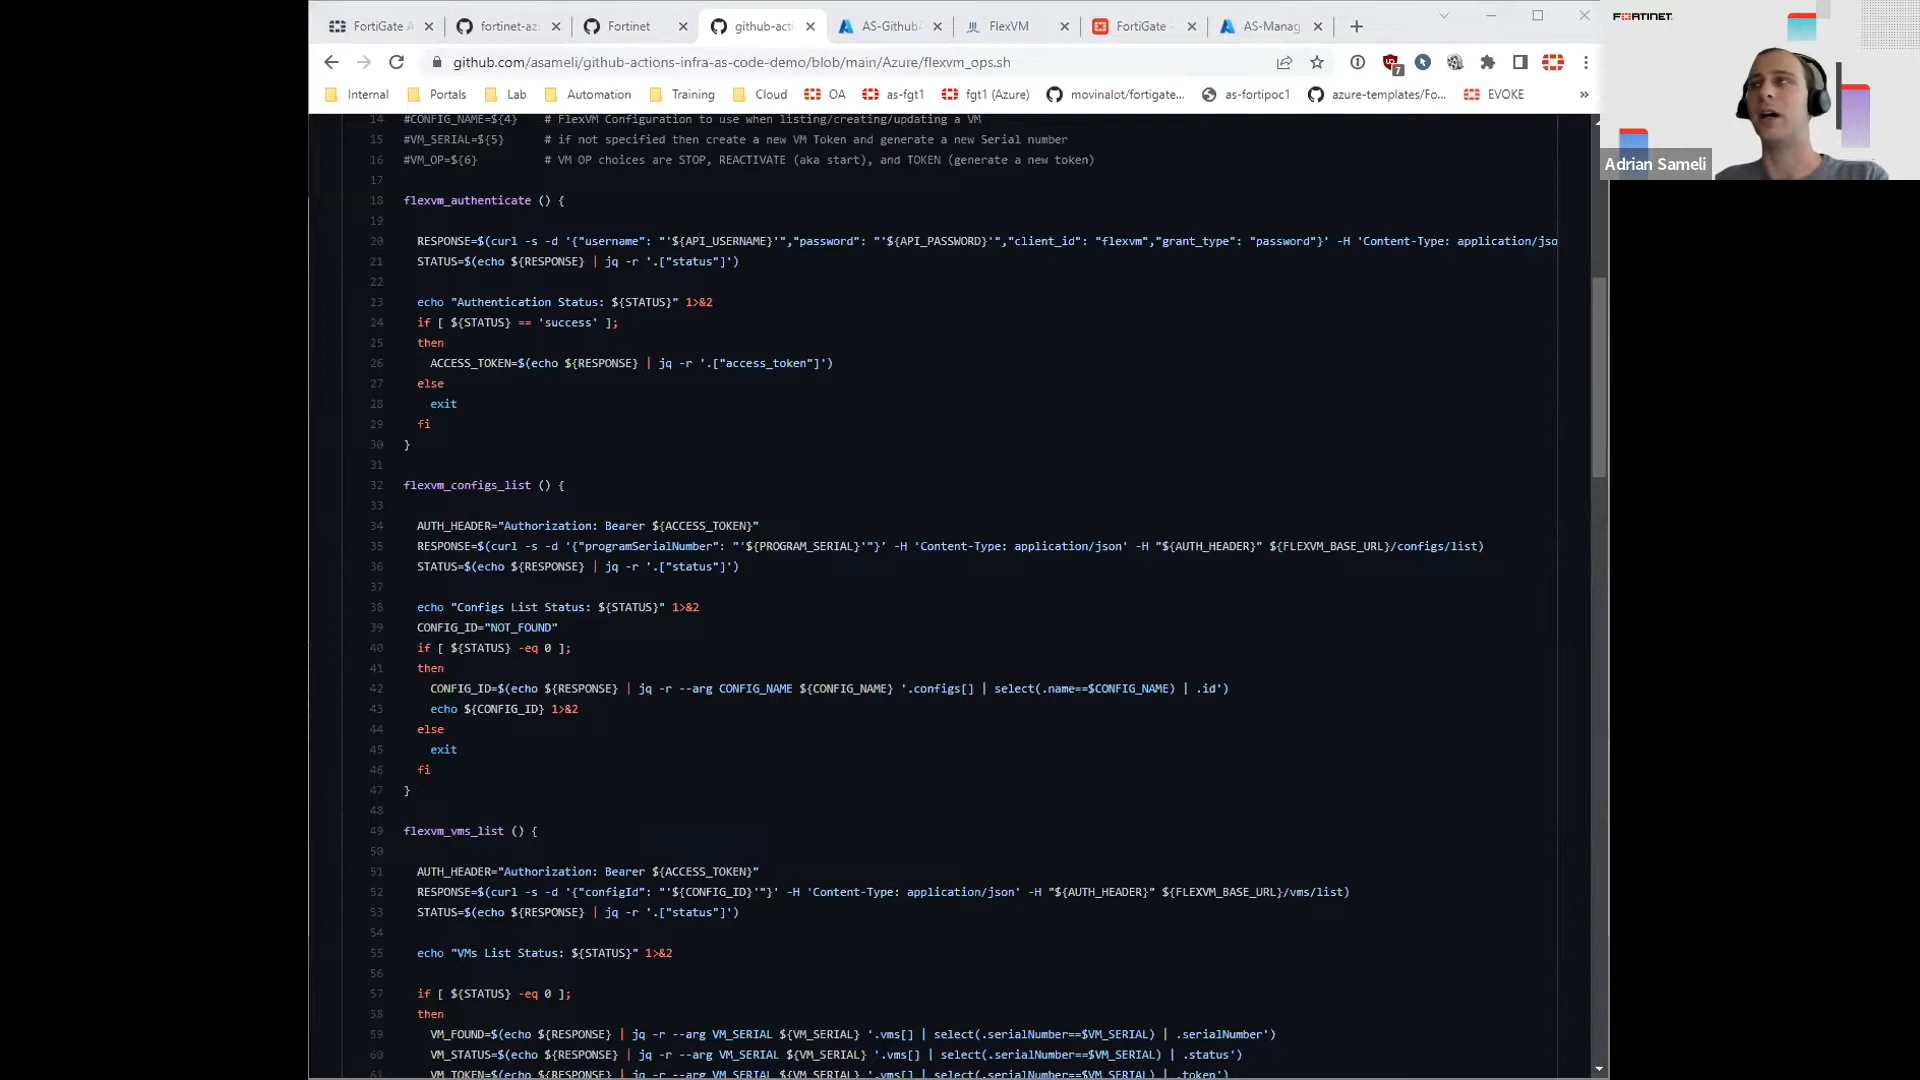 FortiGate A
fortinet-az
Fortinet
github-acti
AS-Github
FlexVM
FortiGate -
AS-Manag
github.com/asameli/github-actions-infra-as-code-demo/blob/main/Azure/flexvm_ops.sh
7
Internal
Portals
Lab
Automation
Training
Cloud
OA
as-fgt1
fgt1 (Azure)
movinalot/fortigate...
as-fortipoc1
azure-templates/Fo...
EVOKE
»
FORTINET
Adrian Sameli
14 #CONFIG_NAME=${4} # FlexVM Configuration to use when listing/creating/updating a VM
15 #VM_SERIAL=${5} # if not specified then create a new VM Token and generate a new Serial number
16 #VM_OP=${6} # VM OP choices are STOP, REACTIVATE (aka start), and TOKEN (generate a new token)
17
18 flexvm_authenticate () {
19
20 RESPONSE=$(curl -s -d '{"username": "'${API_USERNAME}'","password": "'${API_PASSWORD}'","client_id": "flexvm","grant_type": "password"}' -H 'Content-Type: application/jso
21 STATUS=$(echo ${RESPONSE} | jq -r '.["status"]')
22
23 echo "Authentication Status: ${STATUS}" 1>&2
24 if [ ${STATUS} == 'success' ];
25 then
26 ACCESS_TOKEN=$(echo ${RESPONSE} | jq -r '.["access_token"]')
27 else
28 exit
29 fi
30 }
31
32 flexvm_configs_list () {
33
34 AUTH_HEADER="Authorization: Bearer ${ACCESS_TOKEN}"
35 RESPONSE=$(curl -s -d '{"programSerialNumber": "'${PROGRAM_SERIAL}'"}' -H 'Content-Type: application/json' -H "${AUTH_HEADER}" ${FLEXVM_BASE_URL}/configs/list)
36 STATUS=$(echo ${RESPONSE} | jq -r '.["status"]')
37
38 echo "Configs List Status: ${STATUS}" 1>&2
39 CONFIG_ID="NOT_FOUND"
40 if [ ${STATUS} -eq 0 ];
41 then
42 CONFIG_ID=$(echo ${RESPONSE} | jq -r --arg CONFIG_NAME ${CONFIG_NAME} '.configs[] | select(.name==$CONFIG_NAME) | .id')
43 echo ${CONFIG_ID} 1>&2
44 else
45 exit
46 fi
47 }
48
49 flexvm_vms_list () {
50
51 AUTH_HEADER="Authorization: Bearer ${ACCESS_TOKEN}"
52 RESPONSE=$(curl -s -d '{"configId": "'${CONFIG_ID}'"}' -H 'Content-Type: application/json' -H "${AUTH_HEADER}" ${FLEXVM_BASE_URL}/vms/list)
53 STATUS=$(echo ${RESPONSE} | jq -r '.["status"]')
54
55 echo "VMs List Status: ${STATUS}" 1>&2
56
57 if [ ${STATUS} -eq 0 ];
58 then
59 VM_FOUND=$(echo ${RESPONSE} | jq -r --arg VM_SERIAL ${VM_SERIAL} '.vms[] | select(.serialNumber==$VM_SERIAL) | .serialNumber')
60 VM_STATUS=$(echo ${RESPONSE} | jq -r --arg VM_SERIAL ${VM_SERIAL} '.vms[] | select(.serialNumber==$VM_SERIAL) | .status')
61 VM_TOKEN=$(echo ${RESPONSE} | jq -r --arg VM_SERIAL ${VM_SERIAL} '.vms[] | select(.serialNumber==$VM_SERIAL) | .token')